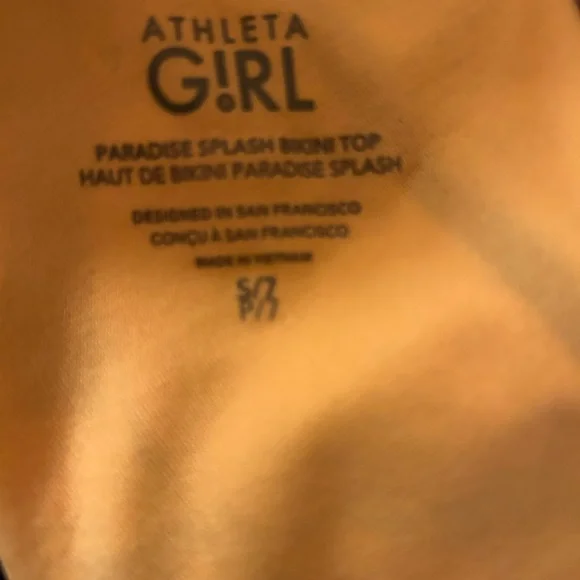 ATHLETA
G!RL
PARADISE SPLASH BIKINI TOP
HAUT DE BIKINI PARADISE SPLASH
DESIGNED IN SAN FRANCISCO
CONÇU À SAN FRANCISCO
MADE IN VIETNAM
S/7
P/7